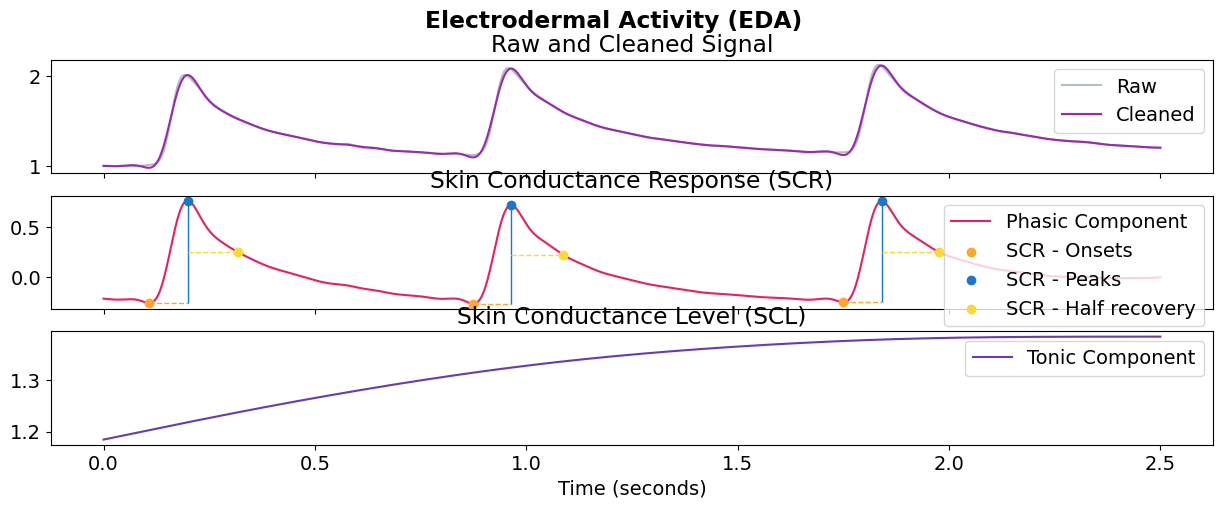 Electrodermal Activity (EDA)
Raw and Cleaned Signal
2
1
Raw
Cleaned
Skin Conductance Response (SCR)
0.5
0.0
Phasic Component
SCR - Onsets
SCR - Peaks
SCR - Half recovery
Skin Conductance Level (SCL)
1.3
1.2
Tonic Component
0.0 0.5 1.0 1.5 2.0 2.5
Time (seconds)